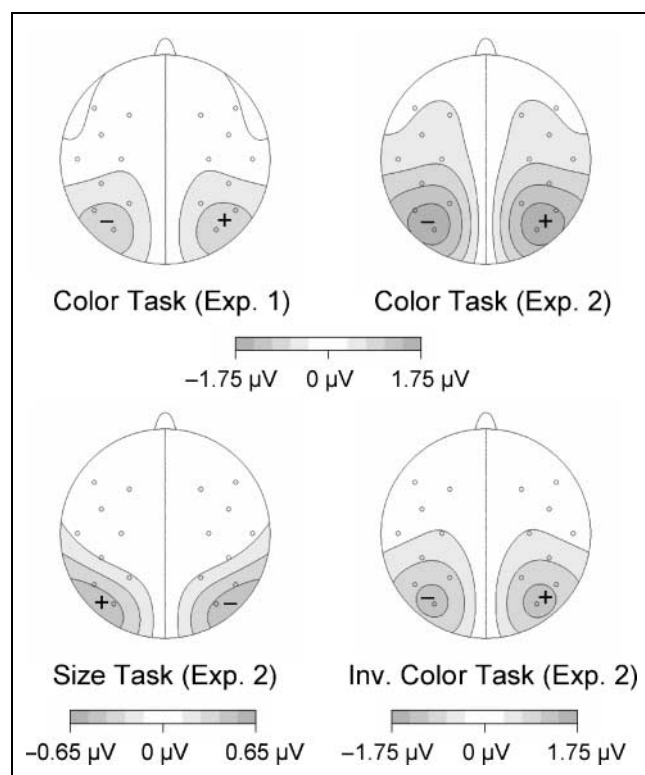 − +
− +
Color Task (Exp. 1) Color Task (Exp. 2)
−1.75 µV 0 µV 1.75 µV
+ −
− +
Size Task (Exp. 2) Inv. Color Task (Exp. 2)
−0.65 µV 0 µV 0.65 µV
−1.75 µV 0 µV 1.75 µV